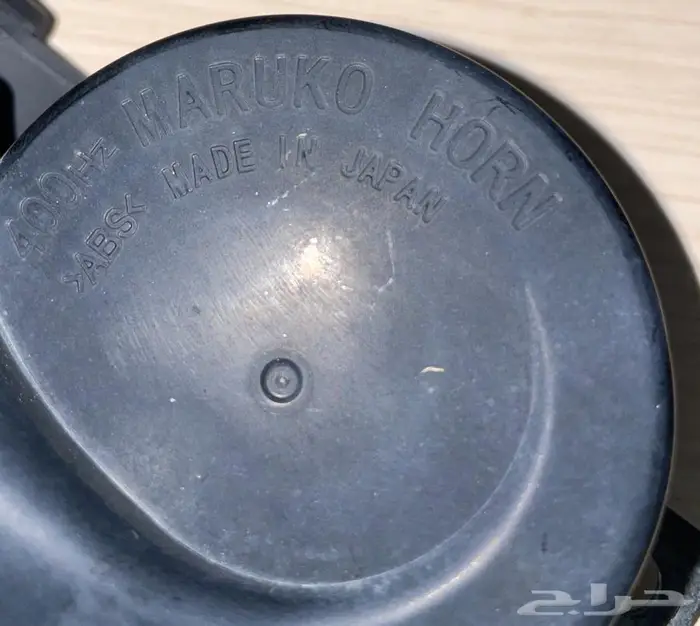 400Hz MARUKO HORN
>ABS< MADE IN JAPAN
حراج